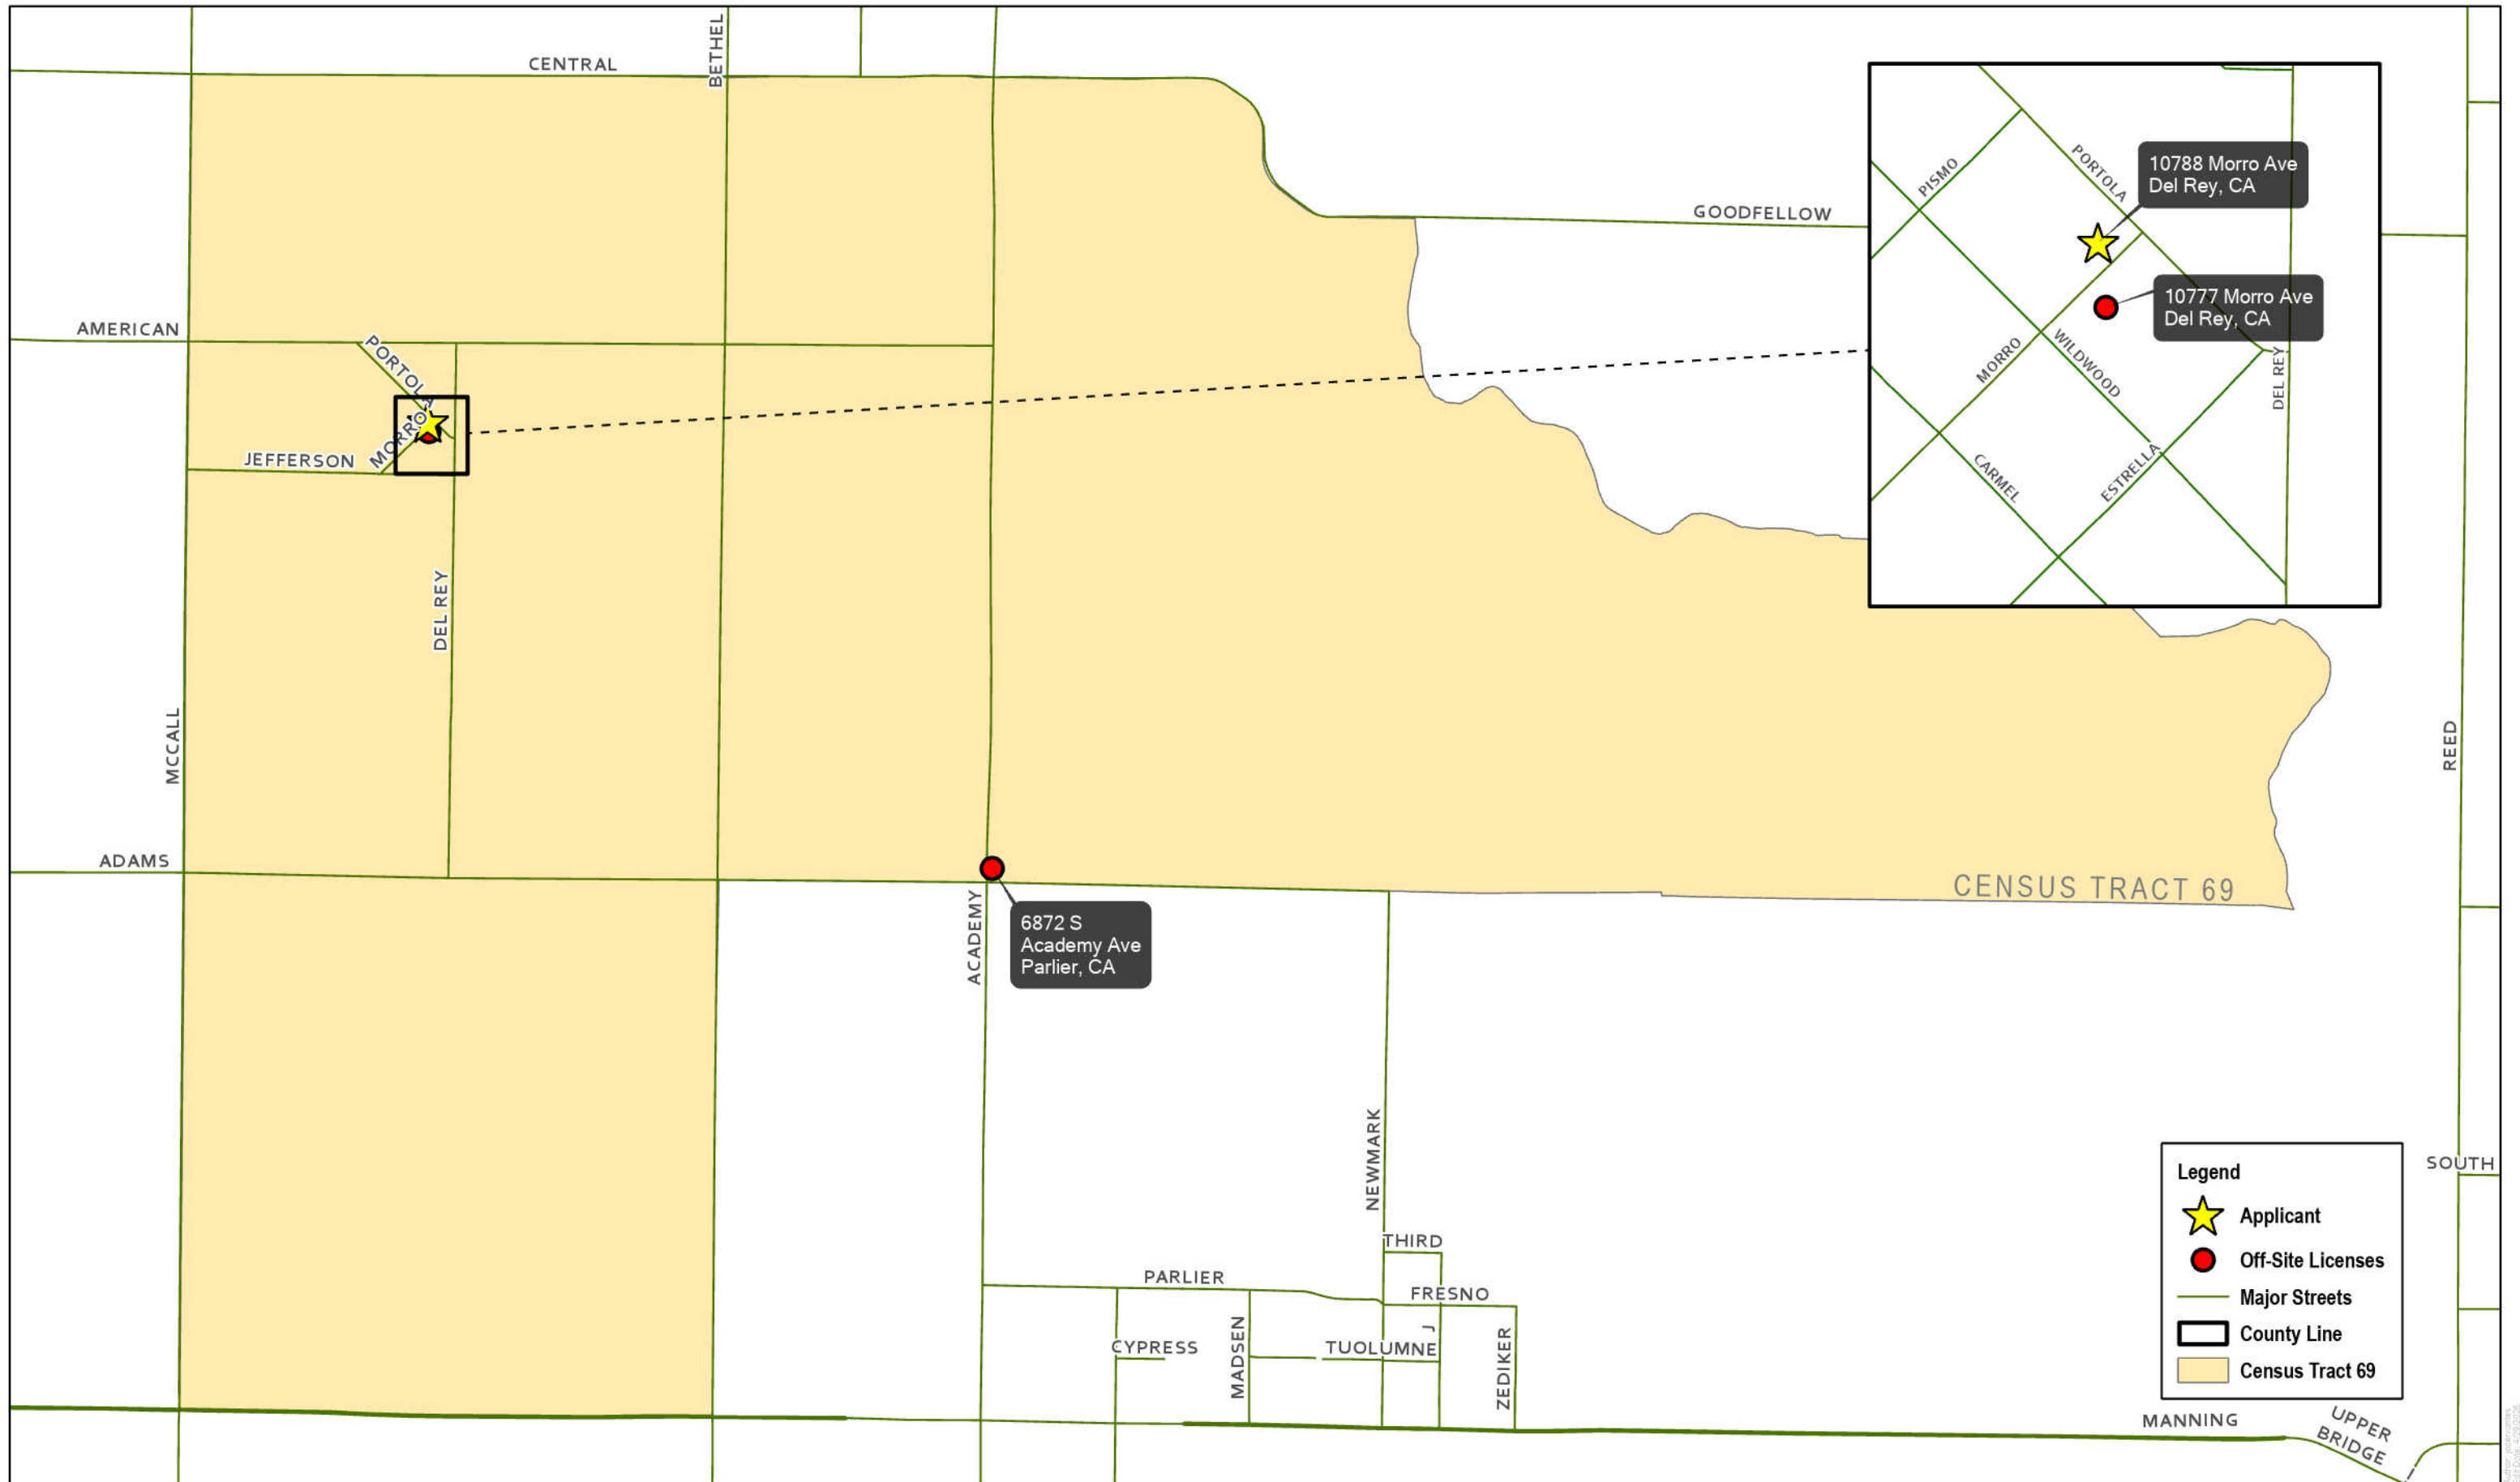 CENTRAL
BETHEL
GOODFELLOW
AMERICAN
PORTOLA
MORRO
JEFFERSON
DEL REY
MCCALL
ADAMS
ACADEMY
6872 S
Academy Ave
Parlier, CA
CENSUS TRACT 69
REED
PISMO
PORTOLA
10788 Morro Ave
Del Rey, CA
10777 Morro Ave
Del Rey, CA
MORRO
WILDWOOD
DEL REY
CARMEL
ESTRELLA
NEWMARK
THIRD
PARLIER
FRESNO
CYPRESS
MADSEN
TUOLUMNE
J
ZEDIKER
SOUTH
MANNING
UPPER
BRIDGE
Legend
Applicant
Off-Site Licenses
Major Streets
County Line
Census Tract 69